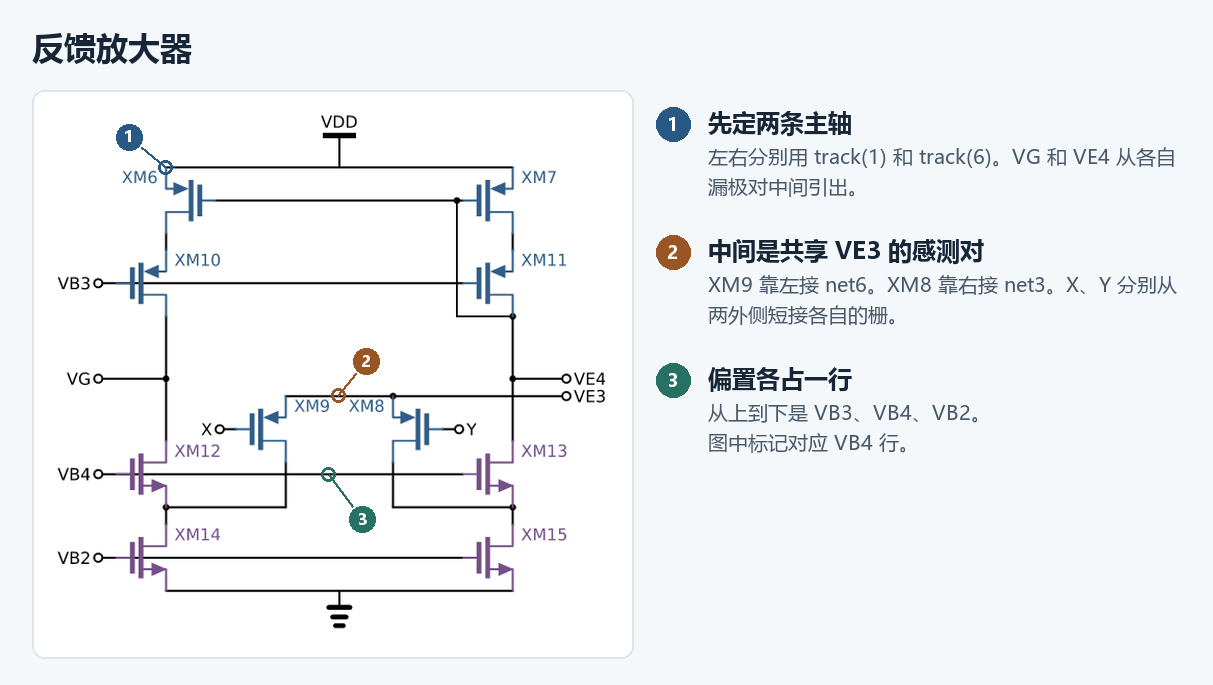 反馈放大器
1
VDD
XM6
XM7
XM10
XM11
VB3
2
VG
VE4
VE3
XM9
XM8
X
Y
XM12
XM13
VB4
3
XM14
XM15
VB2
1
先定两条主轴
左右分别用 track(1) 和 track(6)。VG 和 VE4 从各自
漏极对中间引出。
2
中间是共享 VE3 的感测对
XM9 靠左接 net6。XM8 靠右接 net3。X、Y 分别从
两外侧短接各自的栅。
3
偏置各占一行
从上到下是 VB3、VB4、VB2。
图中标记对应 VB4 行。